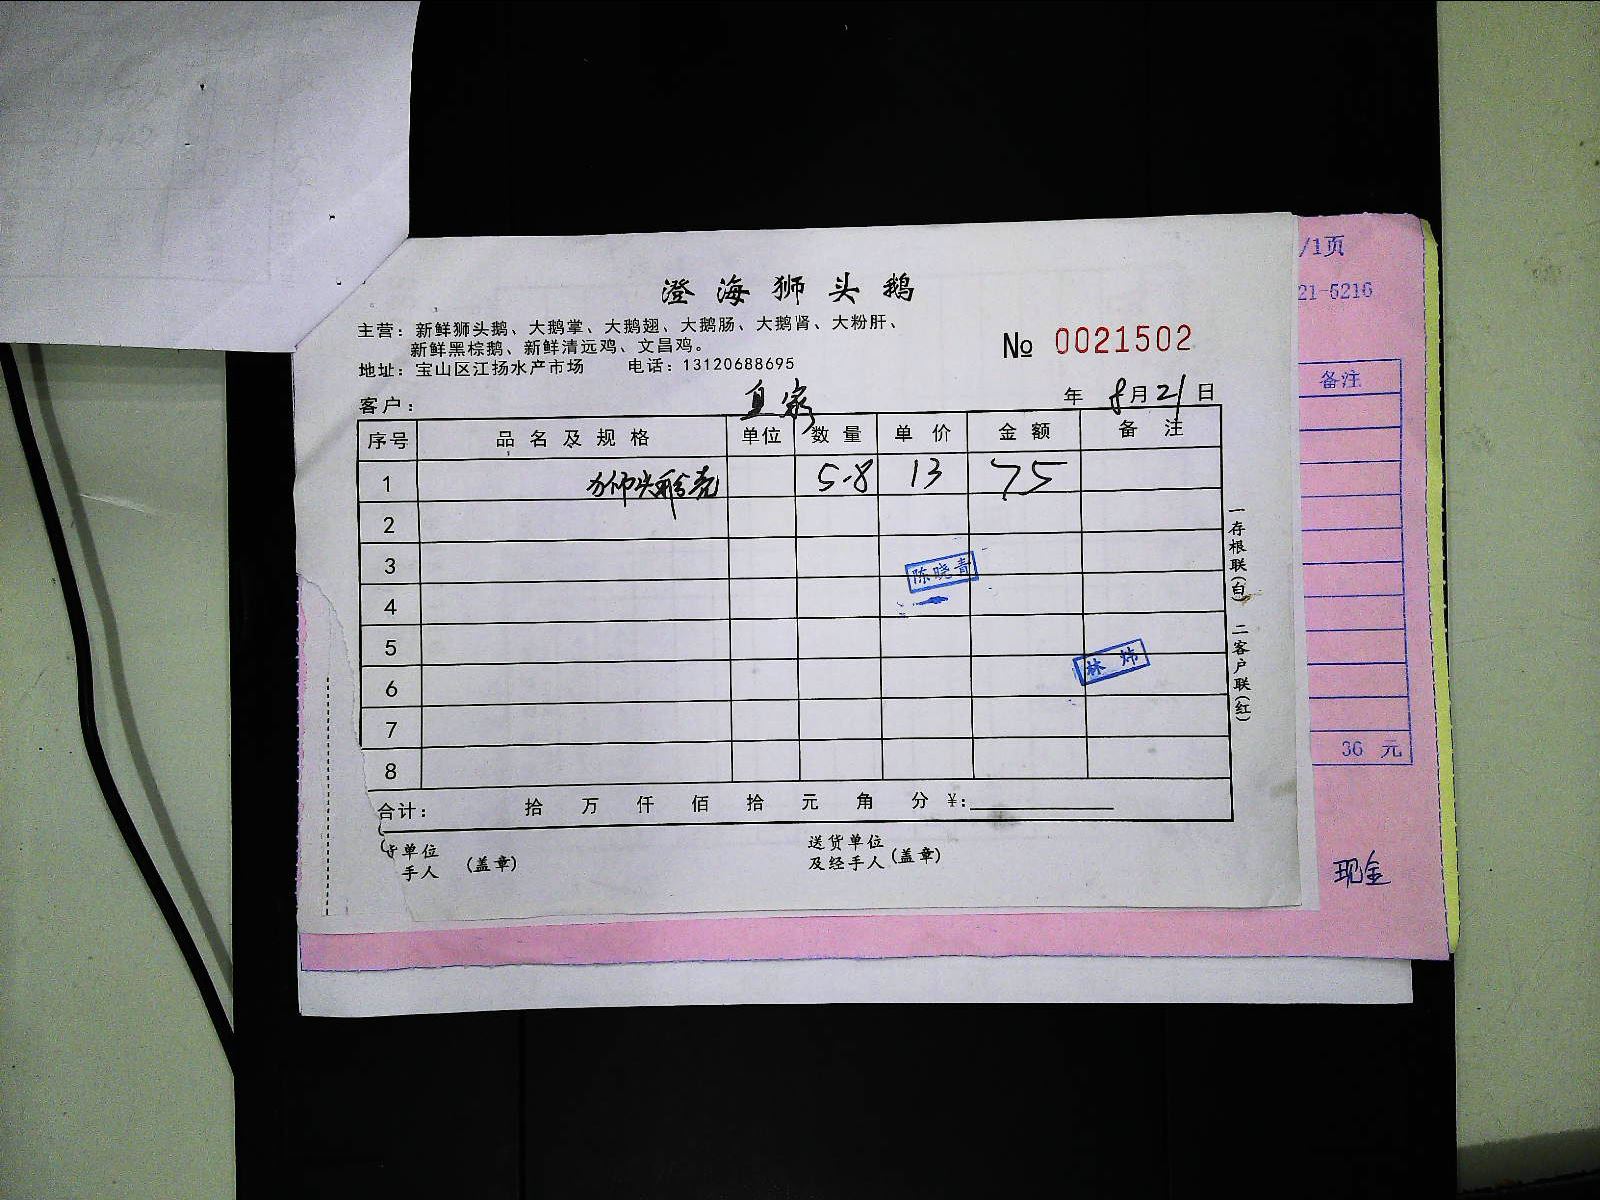 澄海狮头鹅
主营：新鲜狮头鹅、大鹅掌、大鹅翅、大鹅肠、大鹅肾、大粉肝、
新鲜黑棕鹅、新鲜清远鸡、文昌鸡。
№ 0021502
地址：宝山区江扬水产市场 电话：13120688695
客户：
年 8月21日
序号 品名及规格 单位 数量 单价 金额 备注
1 5.8 13 75
2
3
陈晓青
4
5
林炜
6
7
8
合计： 拾 万 仟 佰 拾 元 角 分 ¥：
单位
手人 （盖章）
送货单位
及经手人（盖章）
一存根联（白） 二客户联（红）
/1页
21-5216
备注
36 元
现金